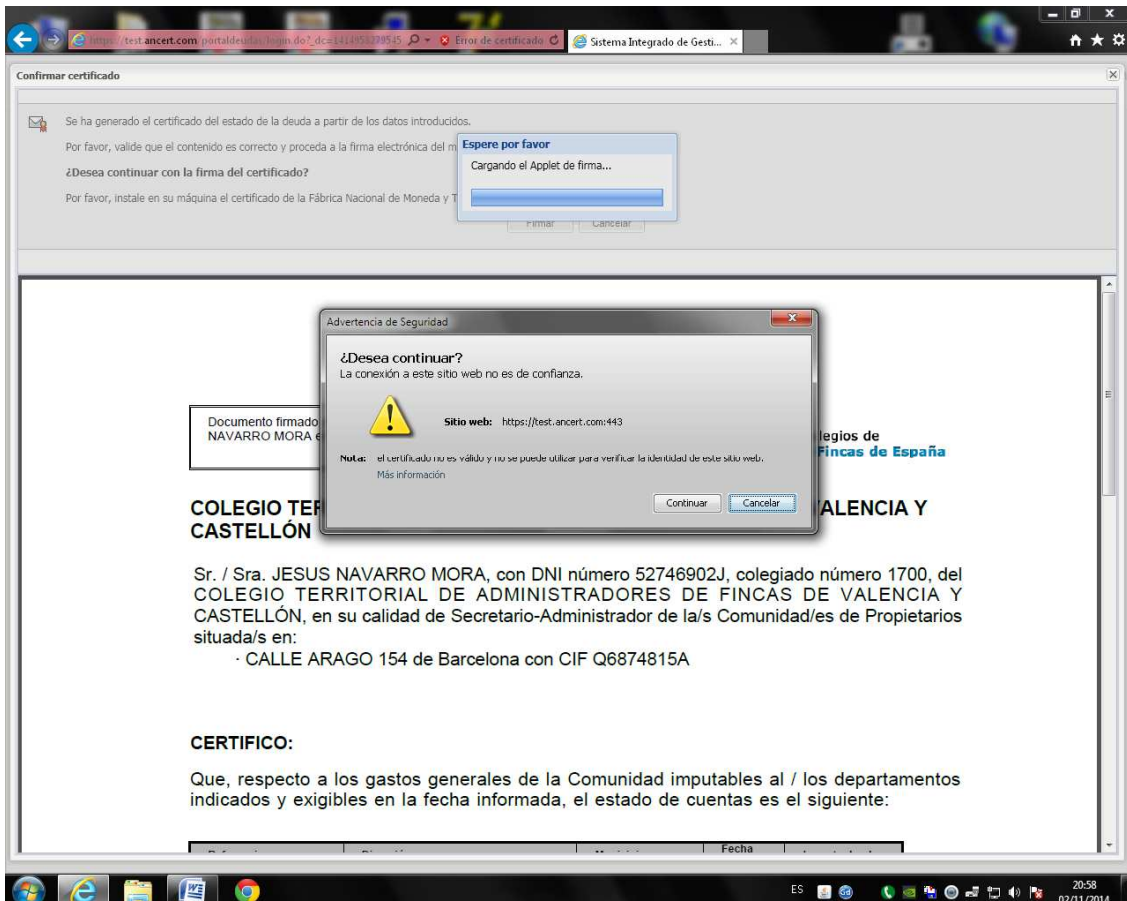 https://test.ancert.com/portaldeudas/login.do?_dc=1414953279545
Error de certificado
Sistema Integrado de Gesti...
Confirmar certificado
Se ha generado el certificado del estado de la deuda a partir de los datos introducidos.
Por favor, valide que el contenido es correcto y proceda a la firma electrónica del m
¿Desea continuar con la firma del certificado?
Por favor, instale en su máquina el certificado de la Fábrica Nacional de Moneda y T
Espere por favor
Cargando el Applet de firma...
Firmar Cancelar
Advertencia de Seguridad
¿Desea continuar?
La conexión a este sitio web no es de confianza.
Sitio web: https://test.ancert.com:443
Nota: el certificado no es válido y no se puede utilizar para verificar la identidad de este sitio web.
Más información
Continuar Cancelar
Documento firmado
NAVARRO MORA e
legios de
Fincas de España
COLEGIO TER
ALENCIA Y
CASTELLÓN
Sr. / Sra. JESUS NAVARRO MORA, con DNI número 52746902J, colegiado número 1700, del
COLEGIO TERRITORIAL DE ADMINISTRADORES DE FINCAS DE VALENCIA Y
CASTELLÓN, en su calidad de Secretario-Administrador de la/s Comunidad/es de Propietarios
situada/s en:
· CALLE ARAGO 154 de Barcelona con CIF Q6874815A
CERTIFICO:
Que, respecto a los gastos generales de la Comunidad imputables al / los departamentos
indicados y exigibles en la fecha informada, el estado de cuentas es el siguiente:
Fecha
ES
20:58
02/11/2014